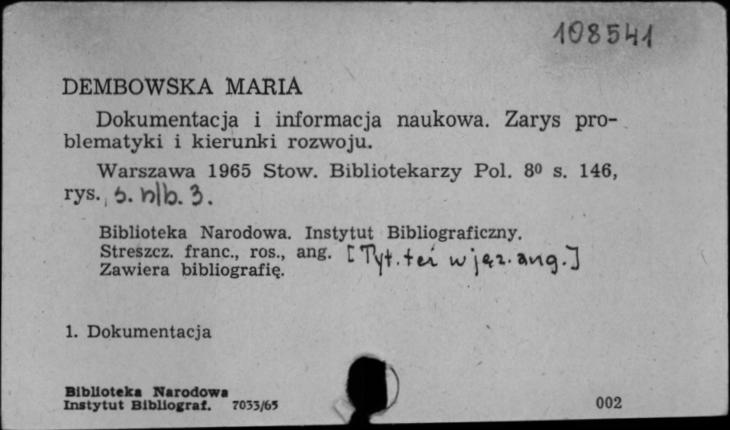 108541
DEMBOWSKA MARIA
Dokumentacja i informacja naukowa. Zarys pro-
blematyki i kierunki rozwoju.
Warszawa 1965 Stow. Bibliotekarzy Pol. 8⁰ s. 146,
rys., s. nlb. 3.
Biblioteka Narodowa. Instytut Bibliograficzny.
Streszcz. franc., ros., ang. [Tyt. też w jęz. ang.]
Zawiera bibliografię.
1. Dokumentacja
Biblioteka Narodowa
Instytut Bibliograf. 7033/65 002